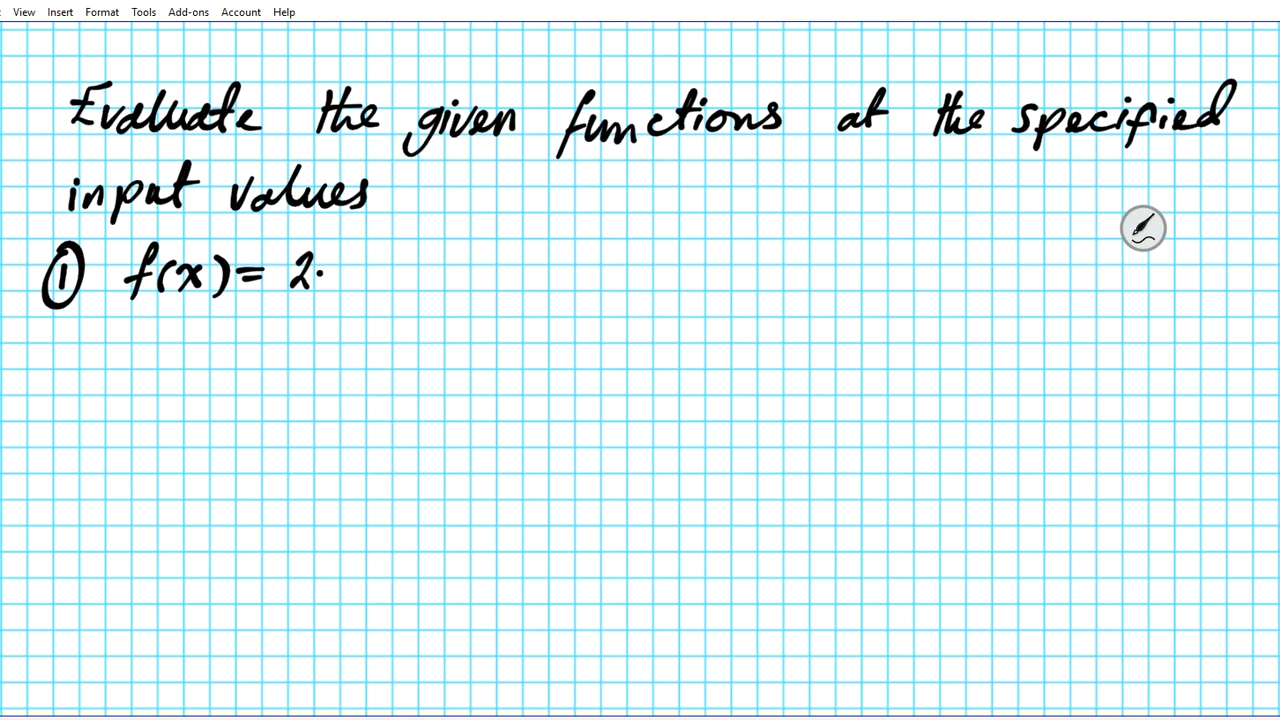 View Insert Format Tools Add-ons Account Help
Evaluate the given functions at the specified
input values
① f(x) = 2.